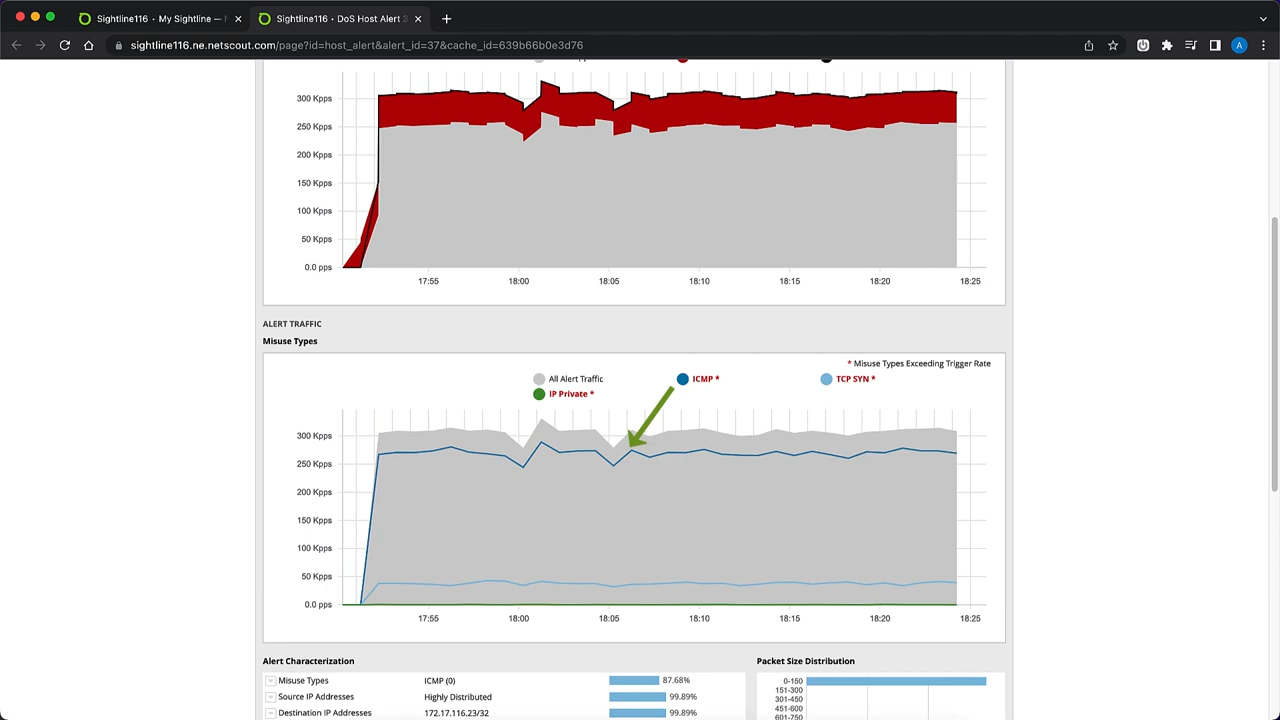 Sightline116 • My Sightline —
Sightline116 • DoS Host Alert 3
sightline116.ne.netscout.com/page?id=host_alert&alert_id=37&cache_id=639b66b0e3d76
A
300 Kpps
250 Kpps
200 Kpps
150 Kpps
100 Kpps
50 Kpps
0.0 pps
17:55 18:00 18:05 18:10 18:15 18:20 18:25
ALERT TRAFFIC
Misuse Types
* Misuse Types Exceeding Trigger Rate
All Alert Traffic ICMP * TCP SYN *
IP Private *
300 Kpps
250 Kpps
200 Kpps
150 Kpps
100 Kpps
50 Kpps
0.0 pps
17:55 18:00 18:05 18:10 18:15 18:20 18:25
Alert Characterization
Misuse Types ICMP (0) 87.68%
Source IP Addresses Highly Distributed 99.89%
Destination IP Addresses 172.17.116.23/32 99.89%
Packet Size Distribution
0-150
151-300
301-450
451-600
601-750